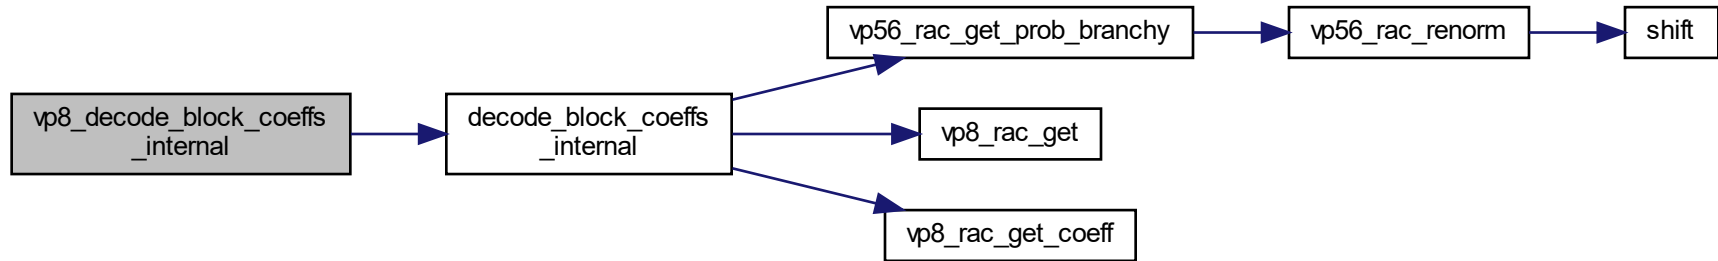 vp8_decode_block_coeffs
_internal
decode_block_coeffs
_internal
vp56_rac_get_prob_branchy
vp56_rac_renorm
shift
vp8_rac_get
vp8_rac_get_coeff